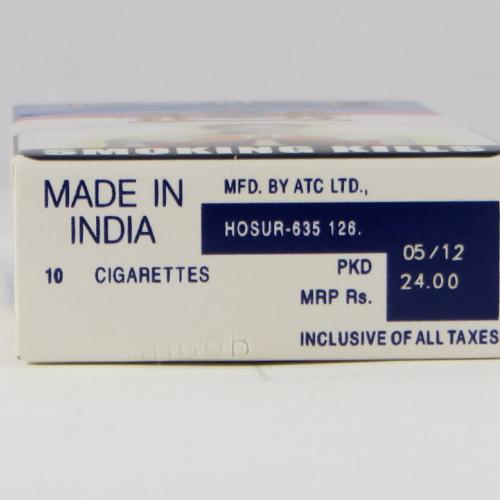 SMOKING KILLS
MADE IN
INDIA
10 CIGARETTES
MFD. BY ATC LTD.,
HOSUR-635 126.
PKD 05/12
MRP Rs. 24.00
INCLUSIVE OF ALL TAXES